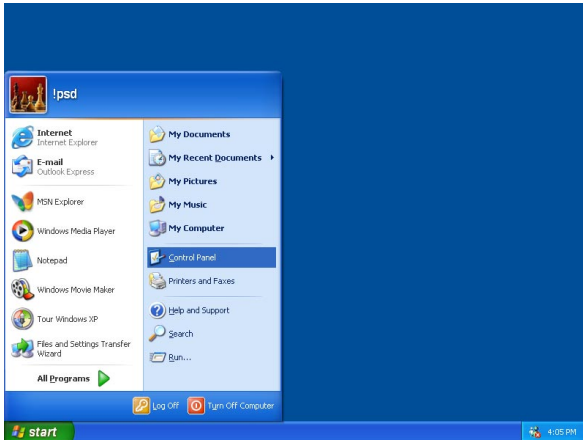 !psd
Internet
Internet Explorer
E-mail
Outlook Express
MSN Explorer
Windows Media Player
Notepad
Windows Movie Maker
Tour Windows XP
Files and Settings Transfer
Wizard
All Programs
My Documents
My Recent Documents
My Pictures
My Music
My Computer
Control Panel
Printers and Faxes
Help and Support
Search
Run...
Log Off
Turn Off Computer
start
4:05 PM